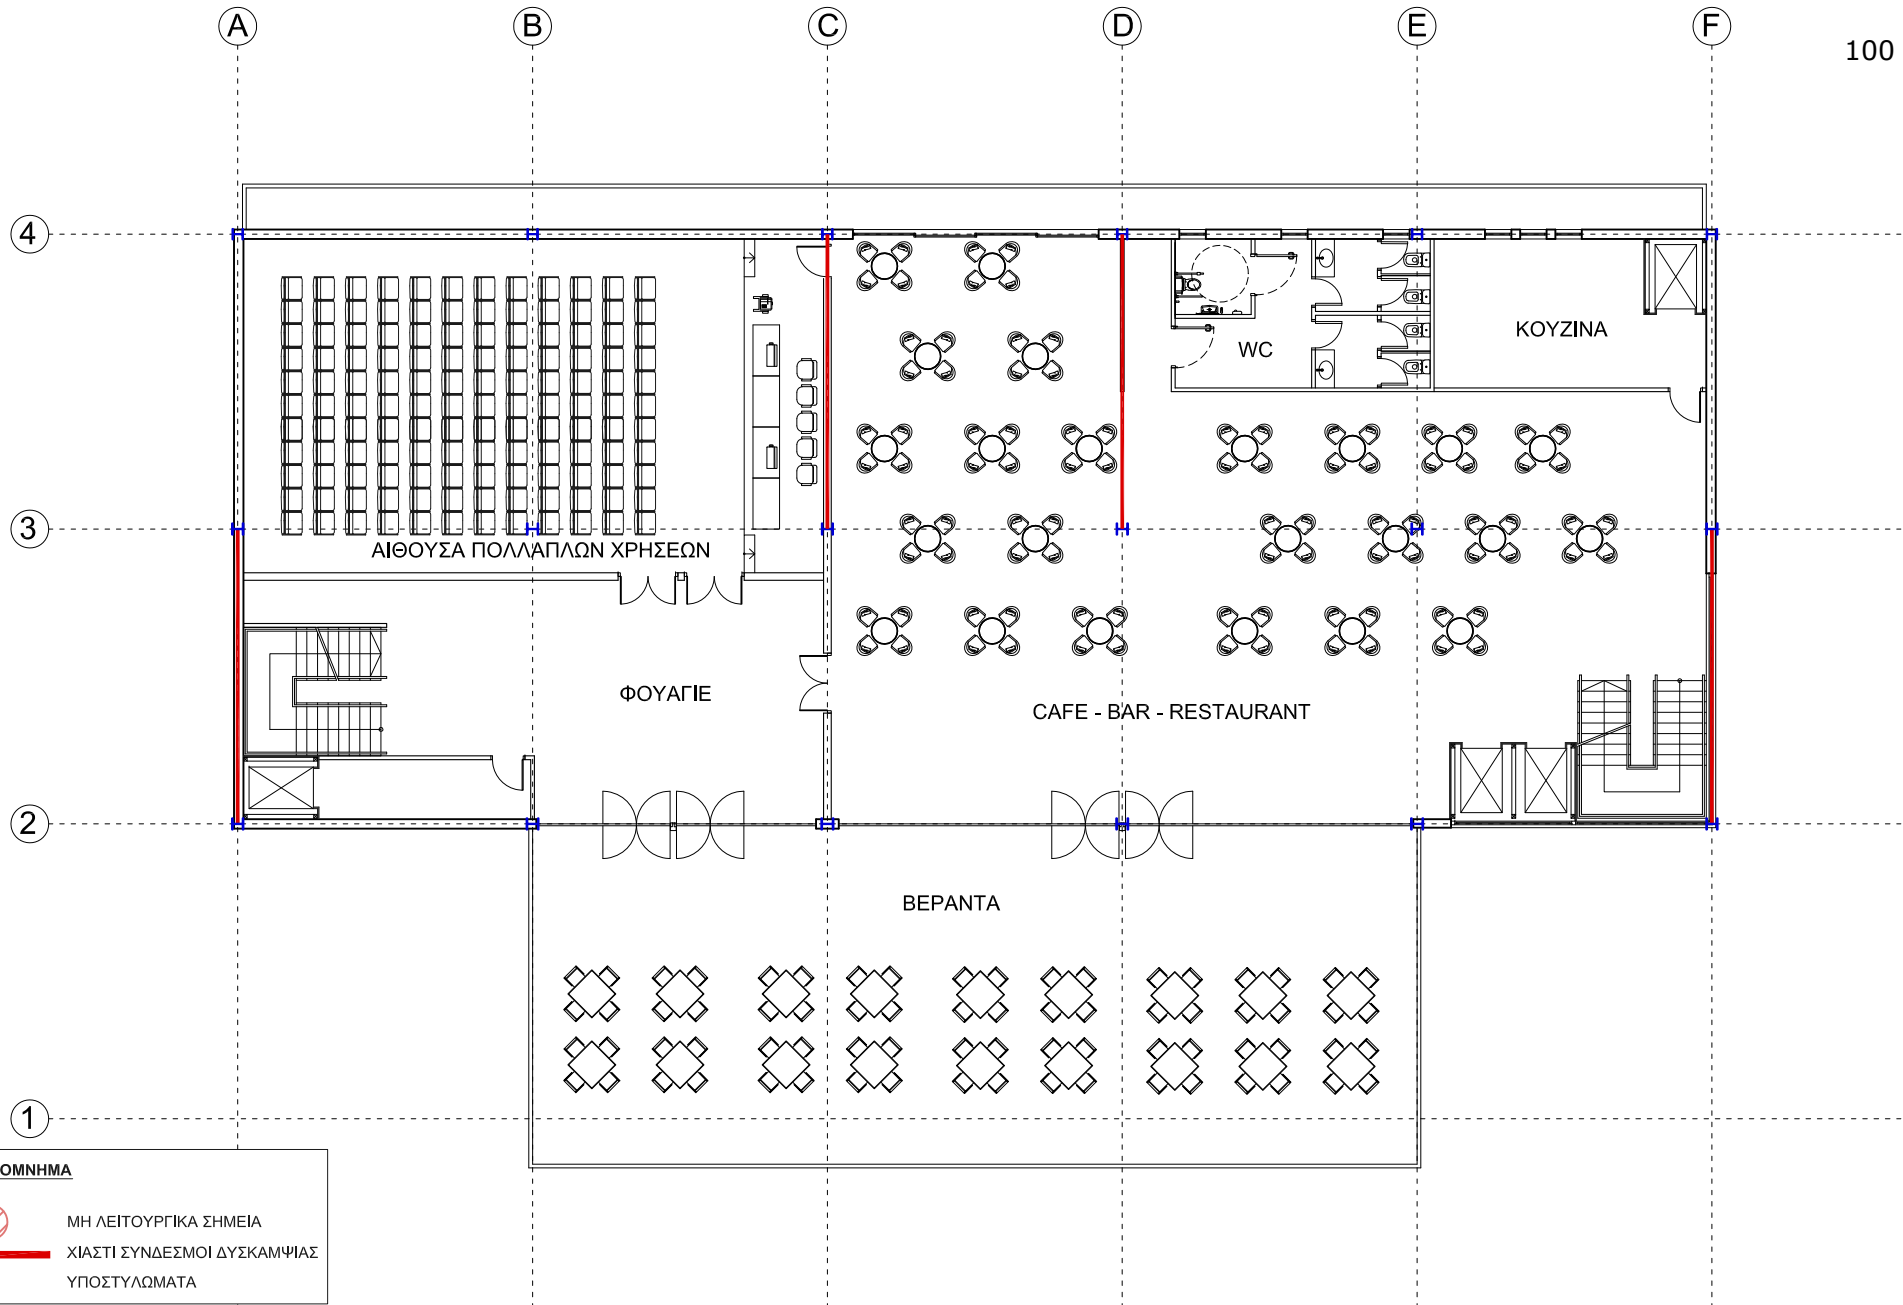 A B C D E F
100
4
ΚΟΥΖΙΝΑ
WC
3
ΑΙΘΟΥΣΑ ΠΟΛΛΑΠΛΩΝ ΧΡΗΣΕΩΝ
ΦΟΥΑΓΙΕ
CAFE - BAR - RESTAURANT
2
ΒΕΡΑΝΤΑ
1
ΟΜΝΗΜΑ
ΜΗ ΛΕΙΤΟΥΡΓΙΚΑ ΣΗΜΕΙΑ
ΧΙΑΣΤΙ ΣΥΝΔΕΣΜΟΙ ΔΥΣΚΑΜΨΙΑΣ
ΥΠΟΣΤΥΛΩΜΑΤΑ